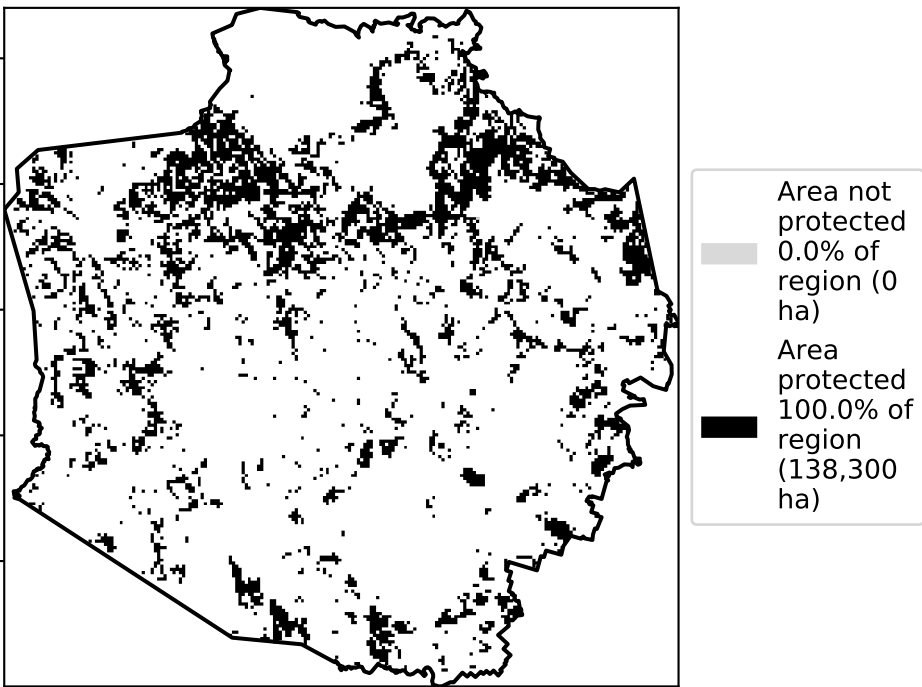 Area not
protected
0.0% of
region (0
ha)
Area
protected
100.0% of
region
(138,300
ha)